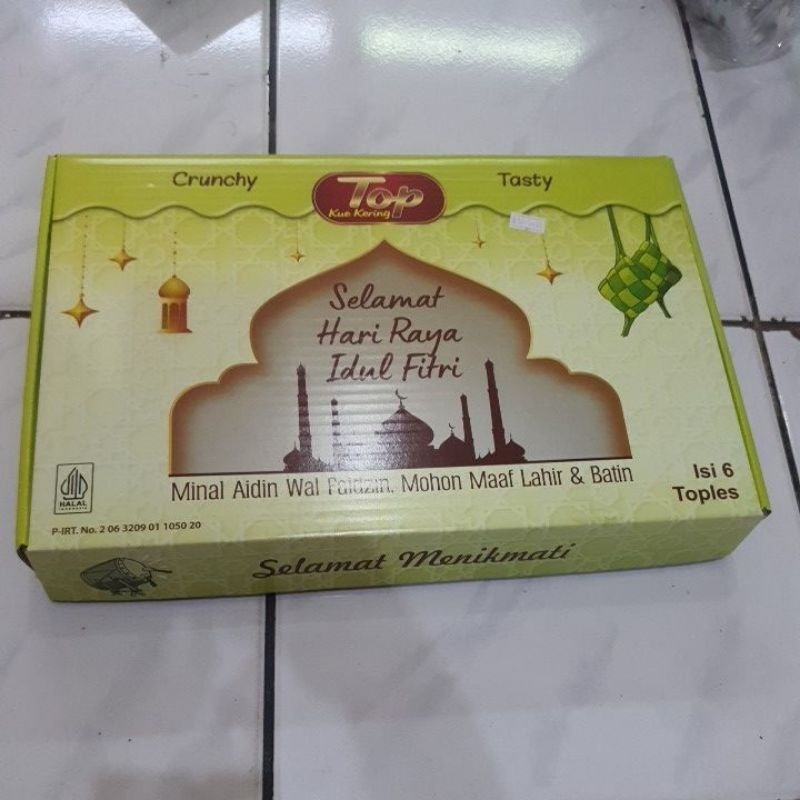 Crunchy
Top
Kue Kering
Tasty
Selamat
Hari Raya
Idul Fitri
Minal Aidin Wal Faidzin, Mohon Maaf Lahir & Batin
Isi 6
Toples
HALAL
INDONESIA
P-IRT. No. 2 06 3209 01 1050 20
Selamat Menikmati